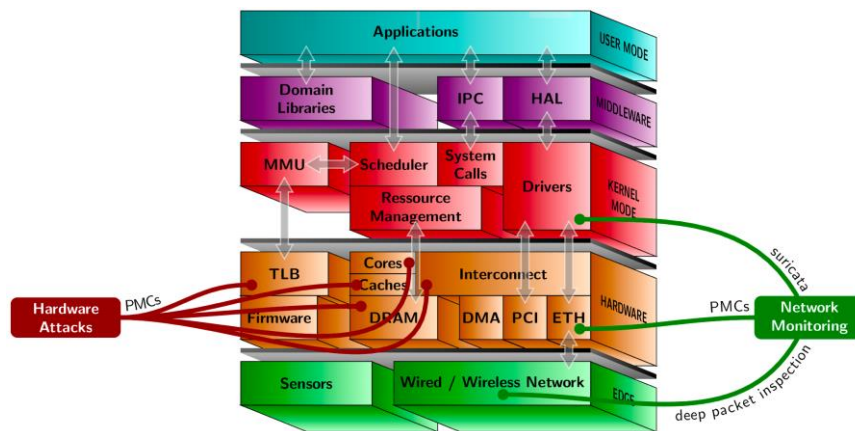 Applications
USER MODE
Domain
Libraries
IPC
HAL
MIDDLEWARE
MMU
Scheduler
System
Calls
Drivers
Ressource
Management
KERNEL
MODE
suricata
TLB
Cores
Caches
Interconnect
HARDWARE
Hardware
Attacks
PMCs
PMCs
Network
Monitoring
Firmware
DRAM
DMA
PCI
ETH
deep packet inspection
Sensors
Wired / Wireless Network
EDGE